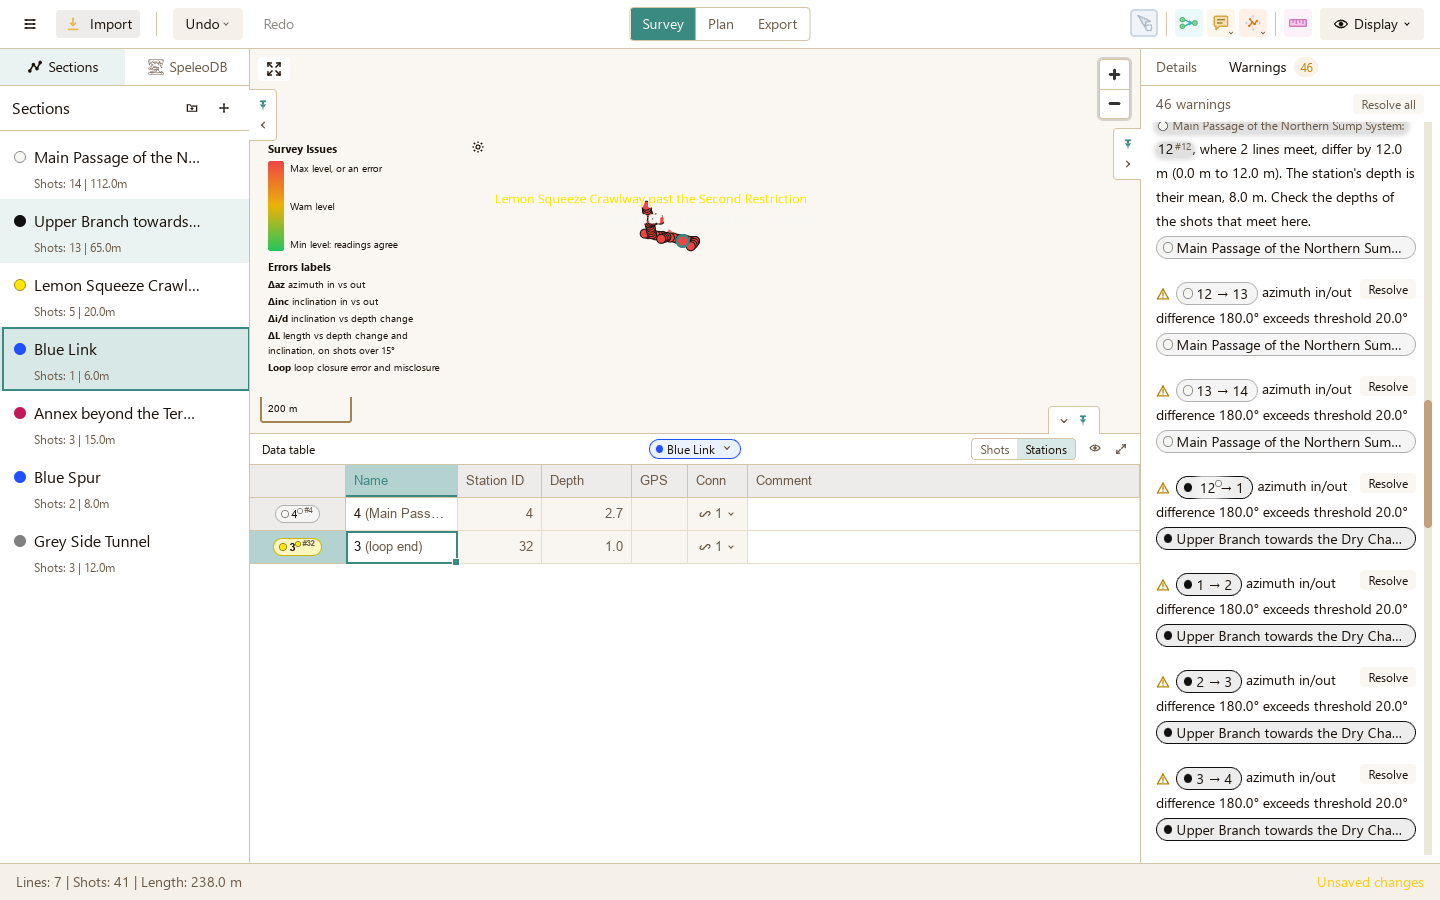 Import
Undo
Redo
Survey
Plan
Export
Display
Sections
SpeleoDB
Details
Warnings 46
Sections
46 warnings
Resolve all
Main Passage of the N...
Shots: 14 | 112.0m
Upper Branch towards...
Shots: 13 | 65.0m
Lemon Squeeze Crawl...
Shots: 5 | 20.0m
Blue Link
Shots: 1 | 6.0m
Annex beyond the Ter...
Shots: 3 | 15.0m
Blue Spur
Shots: 2 | 8.0m
Grey Side Tunnel
Shots: 3 | 12.0m
Survey Issues
Max level, or an error
Warn level
Min level: readings agree
Errors labels
Δaz azimuth in vs out
Δinc inclination in vs out
Δi/d inclination vs depth change
ΔL length vs depth change and
inclination, on shots over 15°
Loop loop closure error and misclosure
200 m
Lemon Squeeze Crawlway past the Second Restriction
Data table
Blue Link
Shots
Stations
Name Station ID Depth GPS Conn Comment
4 #4 4 (Main Pass... 4 2.7 1
3 #32 3 (loop end) 32 1.0 1
Main Passage of the Northern Sump System:
12 #12, where 2 lines meet, differ by 12.0
m (0.0 m to 12.0 m). The station's depth is
their mean, 8.0 m. Check the depths of
the shots that meet here.
Main Passage of the Northern Sum...
12 → 13 azimuth in/out Resolve
difference 180.0° exceeds threshold 20.0°
Main Passage of the Northern Sum...
13 → 14 azimuth in/out Resolve
difference 180.0° exceeds threshold 20.0°
Main Passage of the Northern Sum...
12 → 1 azimuth in/out Resolve
difference 180.0° exceeds threshold 20.0°
Upper Branch towards the Dry Cha...
1 → 2 azimuth in/out Resolve
difference 180.0° exceeds threshold 20.0°
Upper Branch towards the Dry Cha...
2 → 3 azimuth in/out Resolve
difference 180.0° exceeds threshold 20.0°
Upper Branch towards the Dry Cha...
3 → 4 azimuth in/out Resolve
difference 180.0° exceeds threshold 20.0°
Upper Branch towards the Dry Cha...
Lines: 7 | Shots: 41 | Length: 238.0 m
Unsaved changes